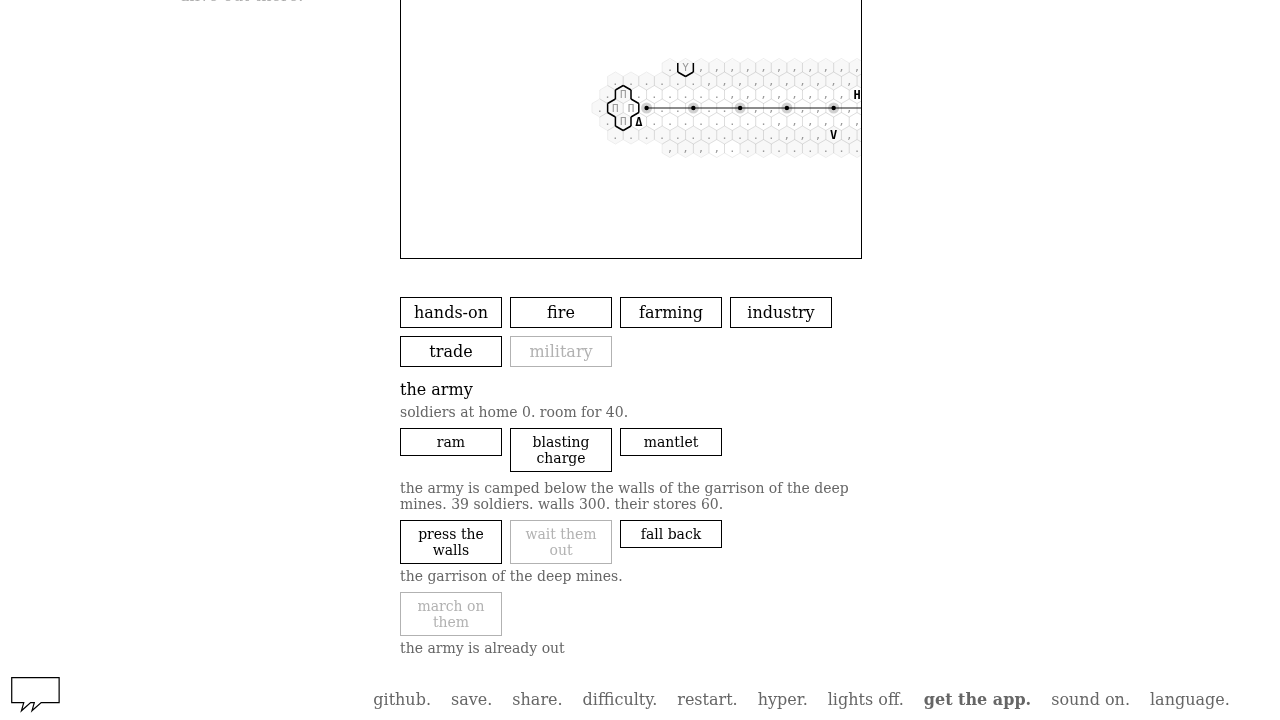 H
Δ
V
hands-on
fire
farming
industry
trade
military
the army
soldiers at home 0. room for 40.
ram
blasting
charge
mantlet
the army is camped below the walls of the garrison of the deep
mines. 39 soldiers. walls 300. their stores 60.
press the
walls
wait them
out
fall back
the garrison of the deep mines.
march on
them
the army is already out
github.
save.
share.
difficulty.
restart.
hyper.
lights off.
get the app.
sound on.
language.